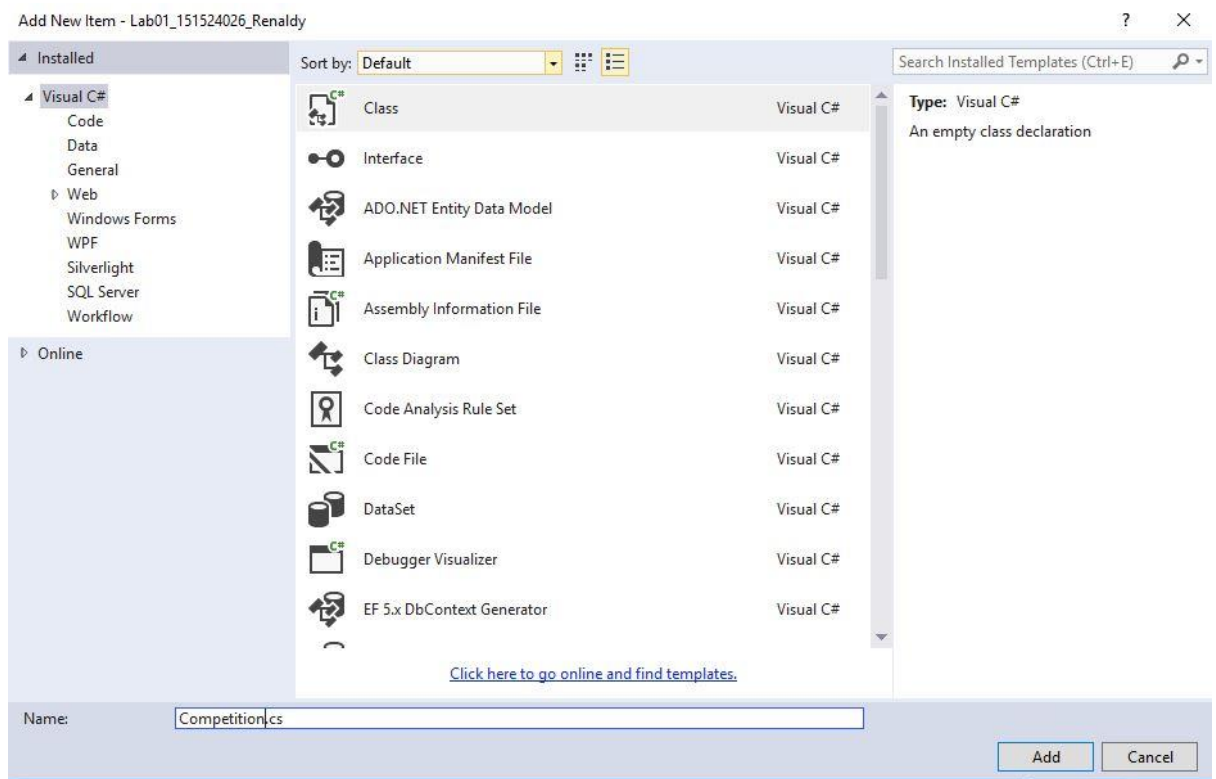 Add New Item - Lab01_151524026_Renaldy
? ×
Installed
Visual C#
Code
Data
General
Web
Windows Forms
WPF
Silverlight
SQL Server
Workflow
Online
Sort by: Default
Class Visual C#
Interface Visual C#
ADO.NET Entity Data Model Visual C#
Application Manifest File Visual C#
Assembly Information File Visual C#
Class Diagram Visual C#
Code Analysis Rule Set Visual C#
Code File Visual C#
DataSet Visual C#
Debugger Visualizer Visual C#
EF 5.x DbContext Generator Visual C#
Click here to go online and find templates.
Search Installed Templates (Ctrl+E)
Type: Visual C#
An empty class declaration
Name: Competition.cs
Add Cancel